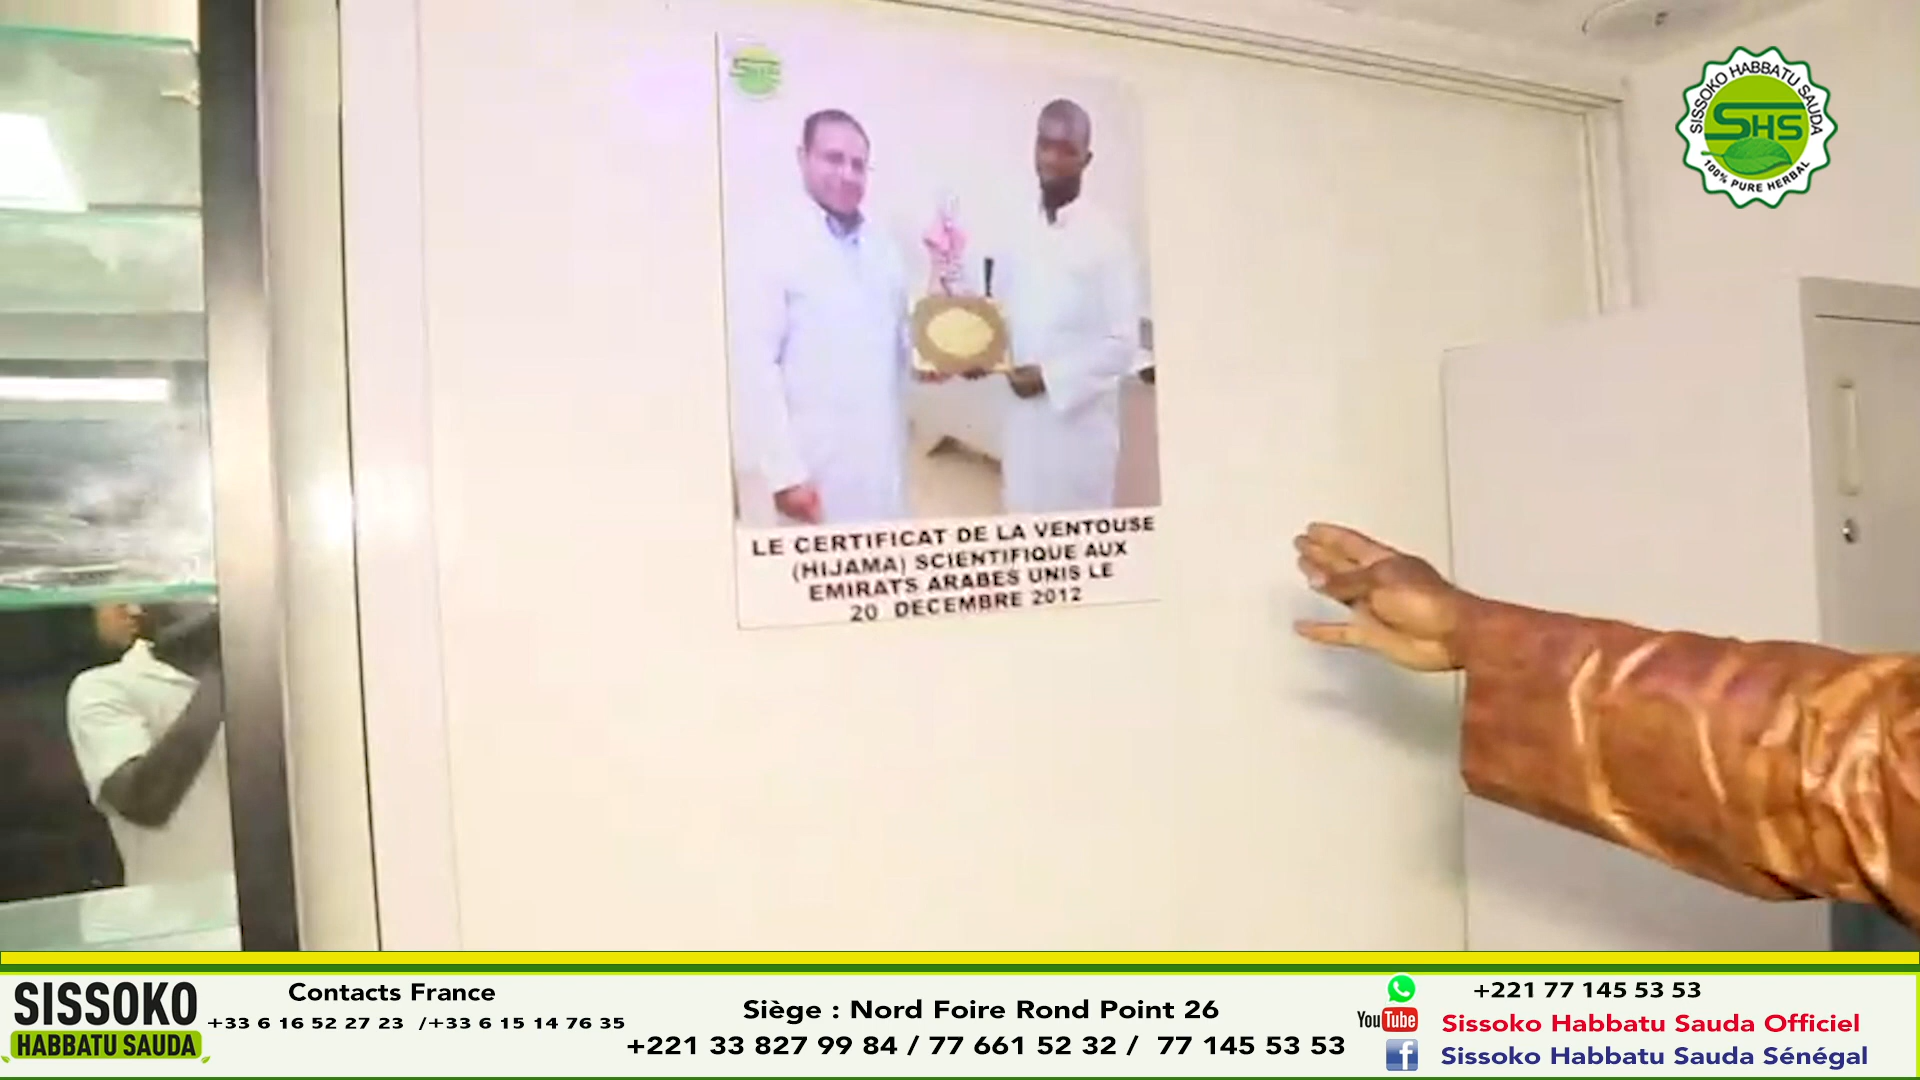 SHS
SISSOKO HABBATU SAUDA
SHS
100% PURE HERBAL
LE CERTIFICAT DE LA VENTOUSE
(HIJAMA) SCIENTIFIQUE AUX
EMIRATS ARABES UNIS LE
20 DECEMBRE 2012
SISSOKO
HABBATU SAUDA
Contacts France
+33 6 16 52 27 23 /+33 6 15 14 76 35
Siège : Nord Foire Rond Point 26
+221 33 827 99 84 / 77 661 52 32 / 77 145 53 53
+221 77 145 53 53
YouTube Sissoko Habbatu Sauda Officiel
f Sissoko Habbatu Sauda Sénégal